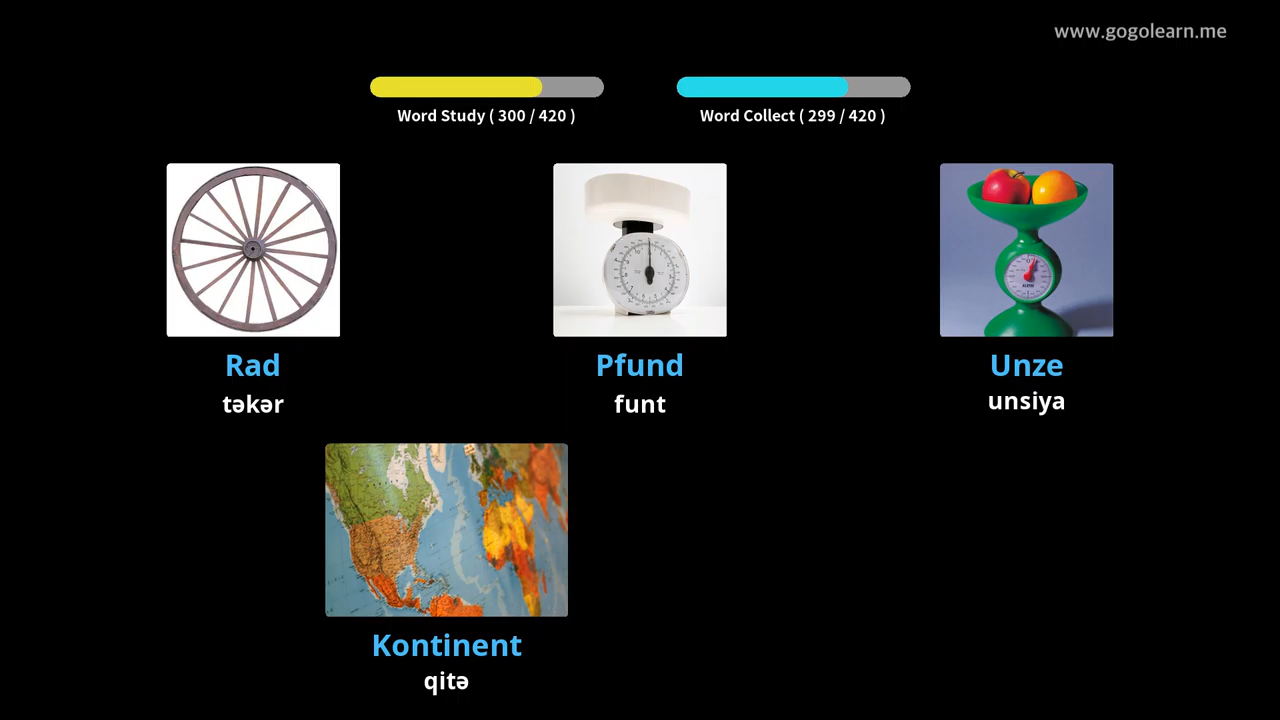 www.gogolearn.me
Word Study ( 300 / 420 )
Word Collect ( 299 / 420 )
Rad
təkər
Pfund
funt
Unze
unsiya
Kontinent
qitə